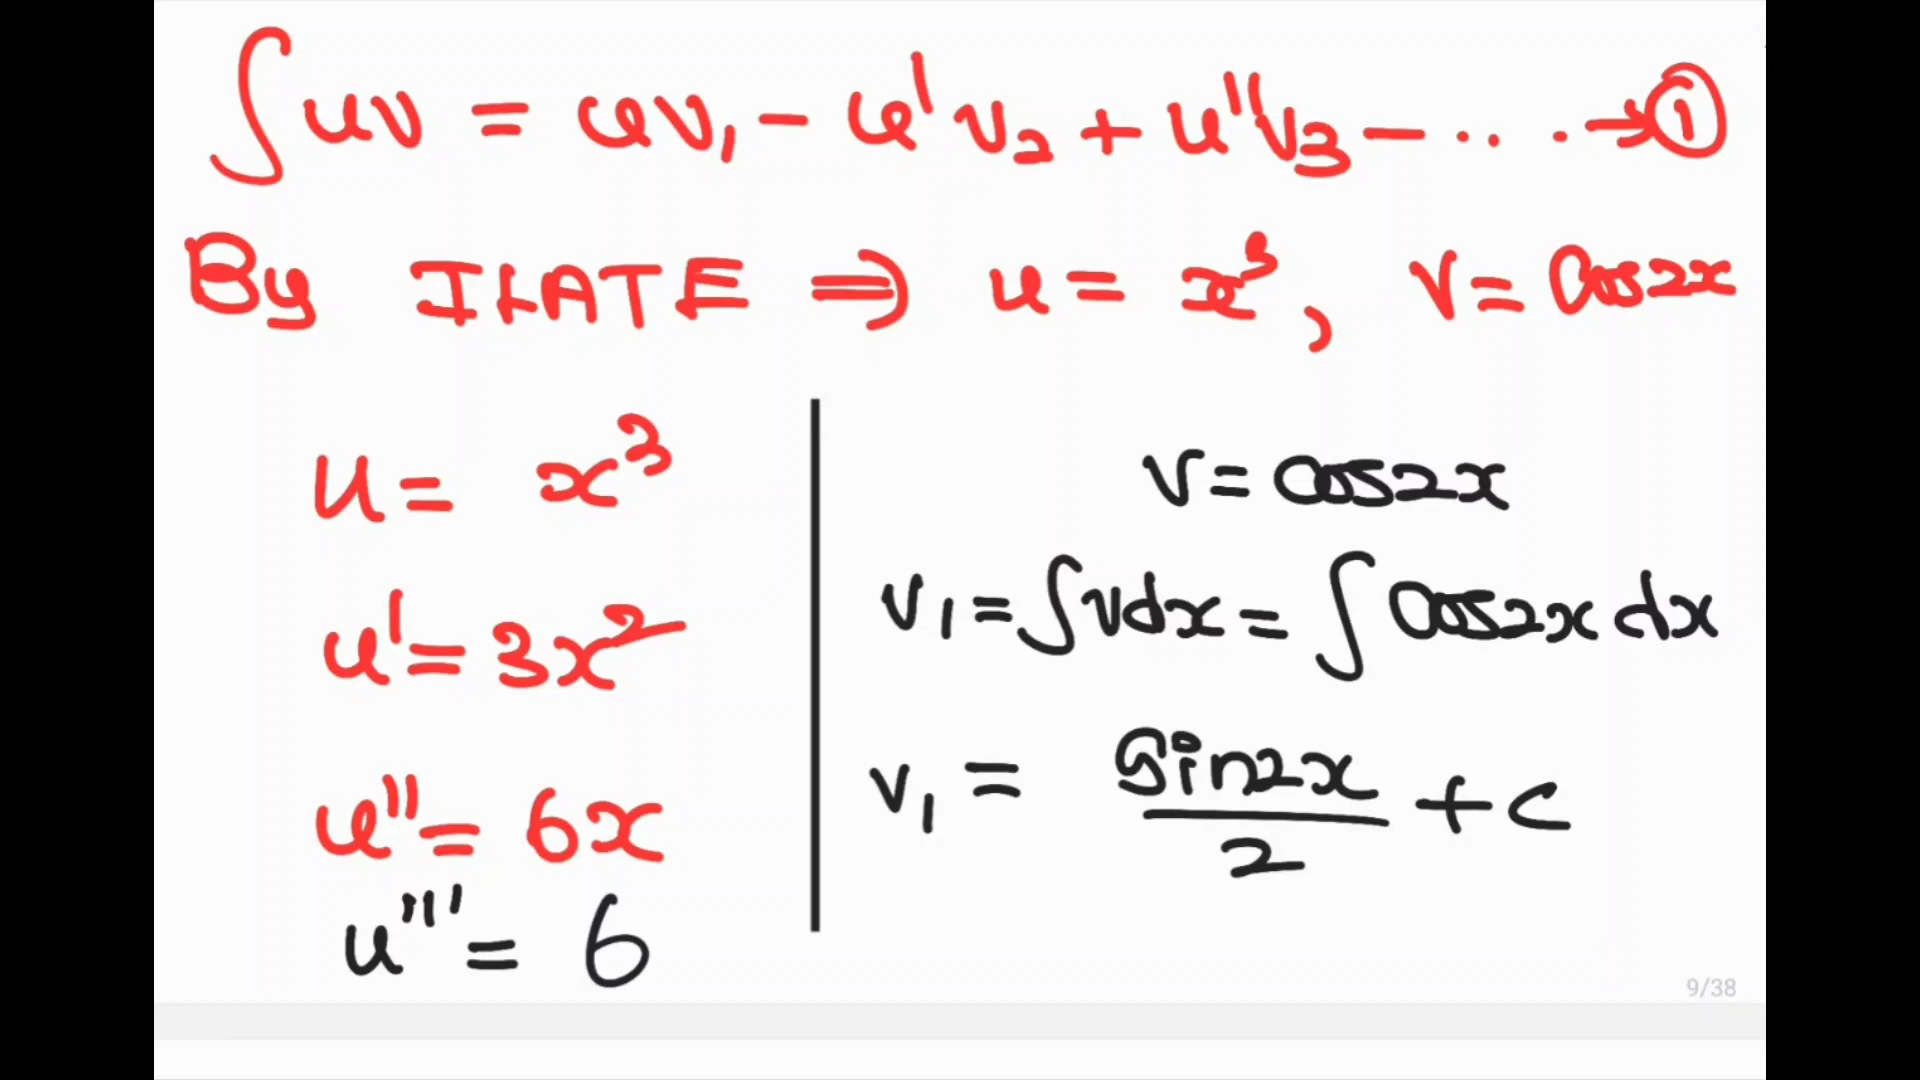 ∫uv = uv₁ - u'v₂ + u''v₃ - ... → ①
By ILATE ⇒ u = x³, v = Cos2x
u = x³
u' = 3x²
u'' = 6x
u''' = 6
v = Cos2x
v₁ = ∫vdx = ∫Cos2x dx
v₁ = Sin2x/2 + C
9/38